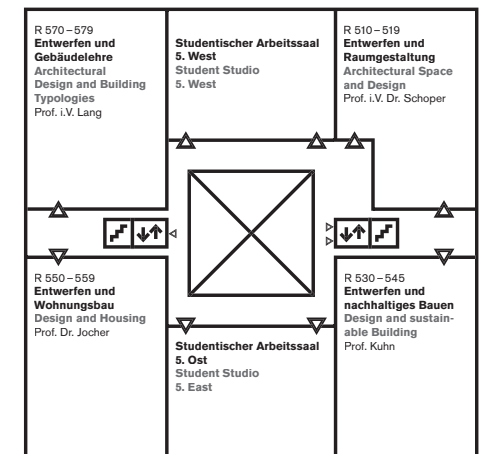 R 570 – 579
Entwerfen und
Gebäudelehre
Architectural
Design and Building
Typologies
Prof. i.V. Lang
Studentischer Arbeitssaal
5. West
Student Studio
5. West
R 510 – 519
Entwerfen und
Raumgestaltung
Architectural Space
and Design
Prof. i.V. Dr. Schoper
R 550 – 559
Entwerfen und
Wohnungsbau
Design and Housing
Prof. Dr. Jocher
Studentischer Arbeitssaal
5. Ost
Student Studio
5. East
R 530 – 545
Entwerfen und
nachhaltiges Bauen
Design and sustain-
able Building
Prof. Kuhn